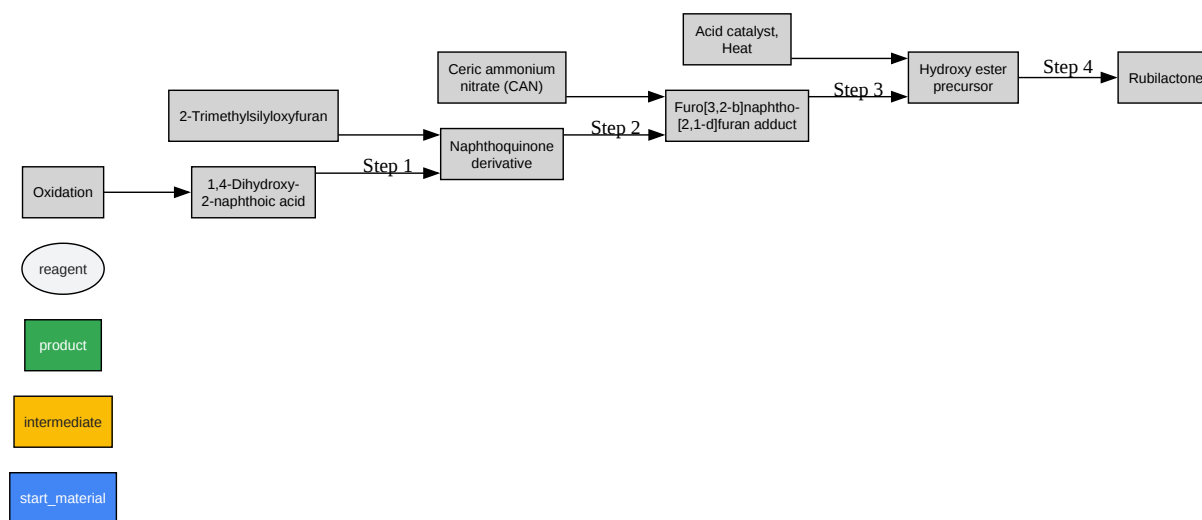 Acid catalyst,
Heat
Ceric ammonium
nitrate (CAN)
Hydroxy ester
precursor
Step 4
Rubilactone
2-Trimethylsilyloxyfuran
Furo[3,2-b]naphtho-
[2,1-d]furan adduct
Step 3
Naphthoquinone
derivative
Step 2
Oxidation
1,4-Dihydroxy-
2-naphthoic acid
Step 1
reagent
product
intermediate
start_material